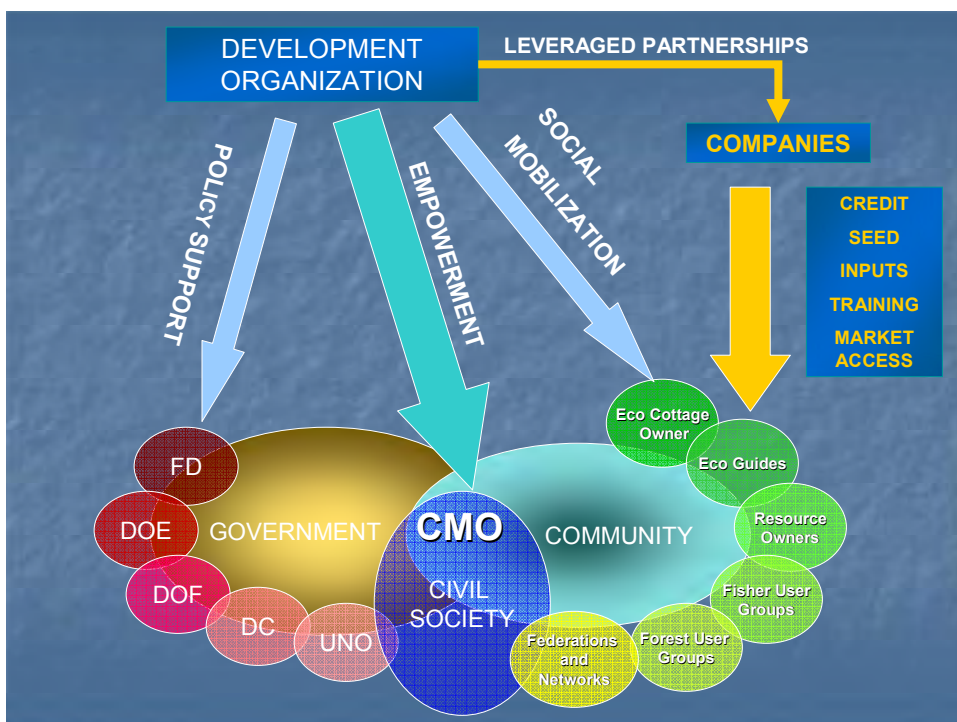 DEVELOPMENT
ORGANIZATION
LEVERAGED PARTNERSHIPS
COMPANIES
CREDIT
SEED
INPUTS
TRAINING
MARKET
ACCESS
POLICY SUPPORT
EMPOWERMENT
SOCIAL
MOBILIZATION
Eco Cottage
Owner
Eco Guides
Resource
Owners
Fisher User
Groups
Forest User
Groups
Federations
and
Networks
FD
DOE
DOF
DC
UNO
GOVERNMENT
CMO
CIVIL
SOCIETY
COMMUNITY